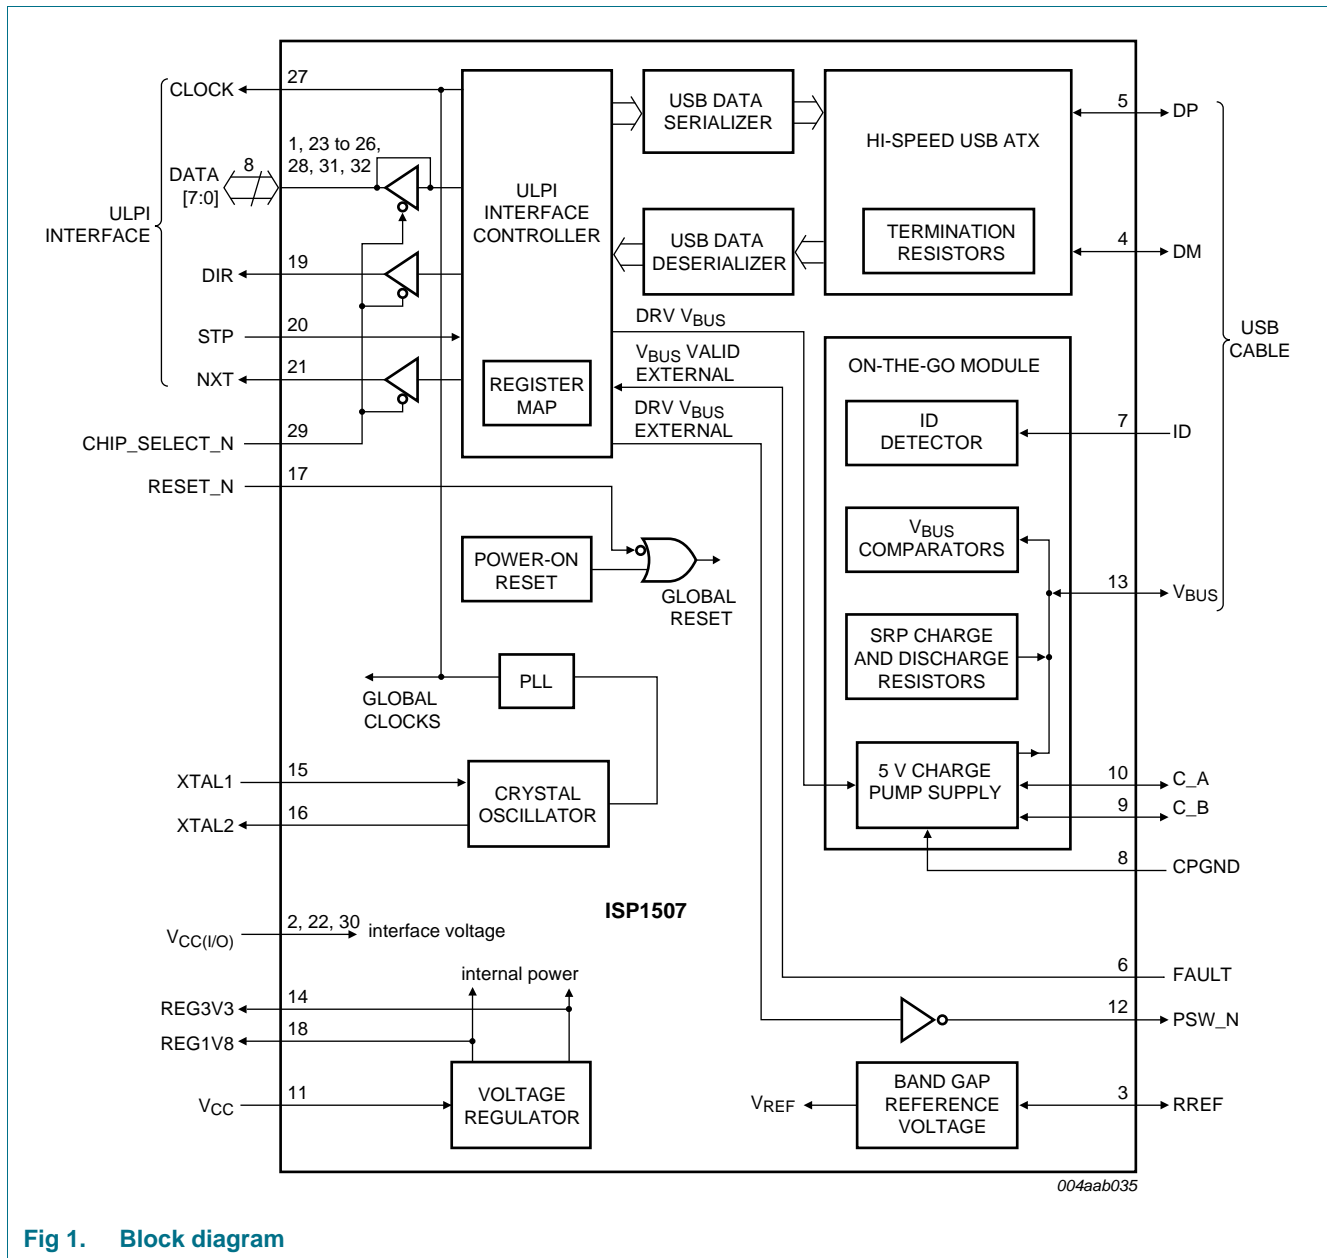 CLOCK
27
1, 23 to 26,
28, 31, 32
DATA
[7:0]
8
ULPI
INTERFACE
DIR
19
STP
20
NXT
21
CHIP_SELECT_N
29
RESET_N
17
ULPI
INTERFACE
CONTROLLER
REGISTER
MAP
USB DATA
SERIALIZER
USB DATA
DESERIALIZER
HI-SPEED USB ATX
TERMINATION
RESISTORS
5
DP
4
DM
USB
CABLE
DRV VBUS
VBUS VALID
EXTERNAL
DRV VBUS
EXTERNAL
ON-THE-GO MODULE
ID
DETECTOR
7
ID
VBUS
COMPARATORS
13
VBUS
SRP CHARGE
AND DISCHARGE
RESISTORS
5 V CHARGE
PUMP SUPPLY
10
C_A
9
C_B
8
CPGND
POWER-ON
RESET
GLOBAL
RESET
PLL
GLOBAL
CLOCKS
XTAL1
15
XTAL2
16
CRYSTAL
OSCILLATOR
ISP1507
VCC(I/O)
2, 22, 30
interface voltage
internal power
REG3V3
14
REG1V8
18
VCC
11
VOLTAGE
REGULATOR
6
FAULT
12
PSW_N
VREF
BAND GAP
REFERENCE
VOLTAGE
3
RREF
004aab035
Fig 1. Block diagram